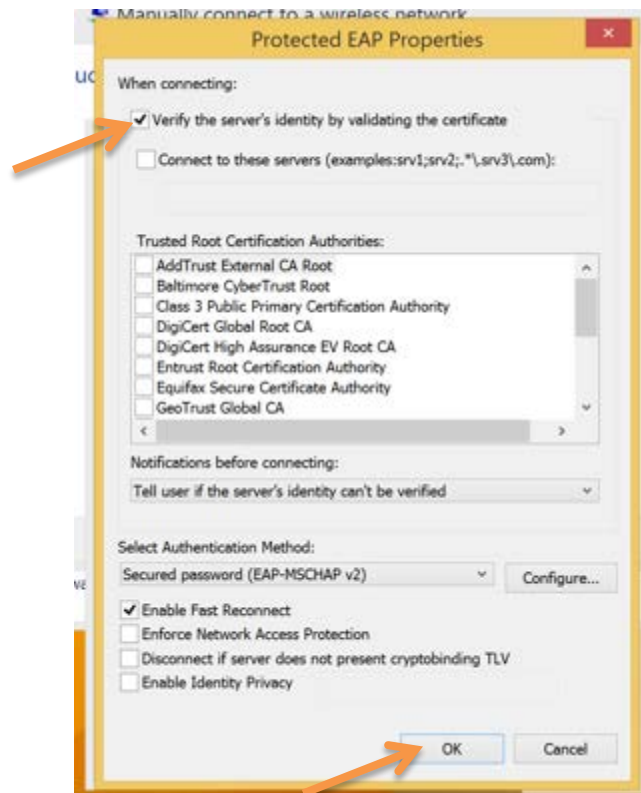 Manually connect to a wireless network
Protected EAP Properties
When connecting:
Verify the server's identity by validating the certificate
Connect to these servers (examples:srv1;srv2;.*\.srv3\.com):
Trusted Root Certification Authorities:
AddTrust External CA Root
Baltimore CyberTrust Root
Class 3 Public Primary Certification Authority
DigiCert Global Root CA
DigiCert High Assurance EV Root CA
Entrust Root Certification Authority
Equifax Secure Certificate Authority
GeoTrust Global CA
Notifications before connecting:
Tell user if the server's identity can't be verified
Select Authentication Method:
Secured password (EAP-MSCHAP v2)
Configure...
Enable Fast Reconnect
Enforce Network Access Protection
Disconnect if server does not present cryptobinding TLV
Enable Identity Privacy
OK
Cancel